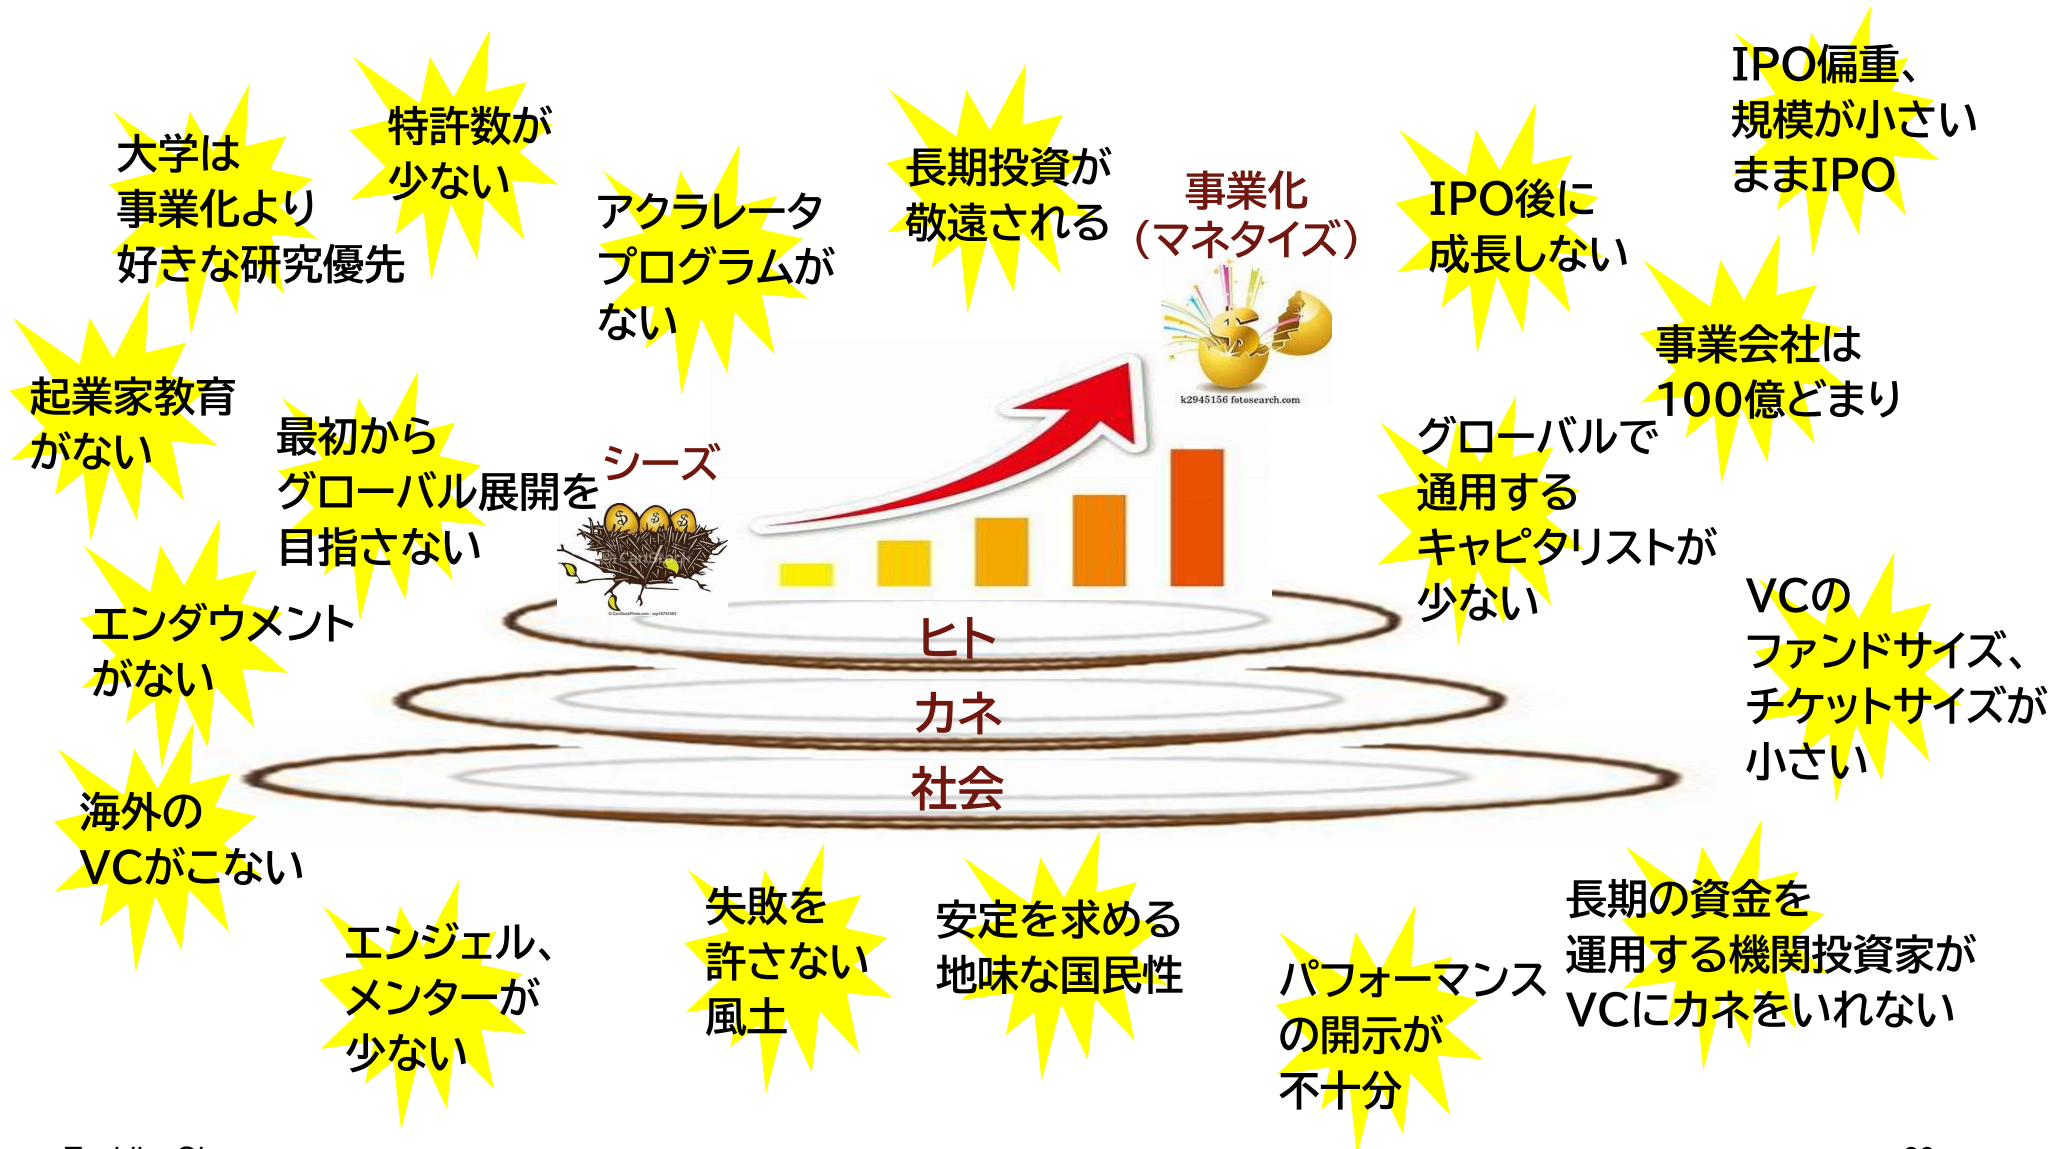 IPO偏重、
規模が小さい
ままIPO
特許数が
少ない
大学は
事業化より
好きな研究優先
長期投資が
敬遠される
アクラレータ
プログラムが
ない
事業化
（マネタイズ）
IPO後に
成長しない
k2945156 fotosearch.com
事業会社は
100億どまり
起業家教育
がない
最初から
グローバル展開を
目指さない
シーズ
グローバルで
通用する
キャピタリストが
少ない
エンダウメント
がない
VCの
ファンドサイズ、
チケットサイズが
小さい
ヒト
カネ
社会
海外の
VCがこない
エンジェル、
メンターが
少ない
失敗を
許さない
風土
安定を求める
地味な国民性
パフォーマンス
の開示が
不十分
長期の資金を
運用する機関投資家が
VCにカネをいれない